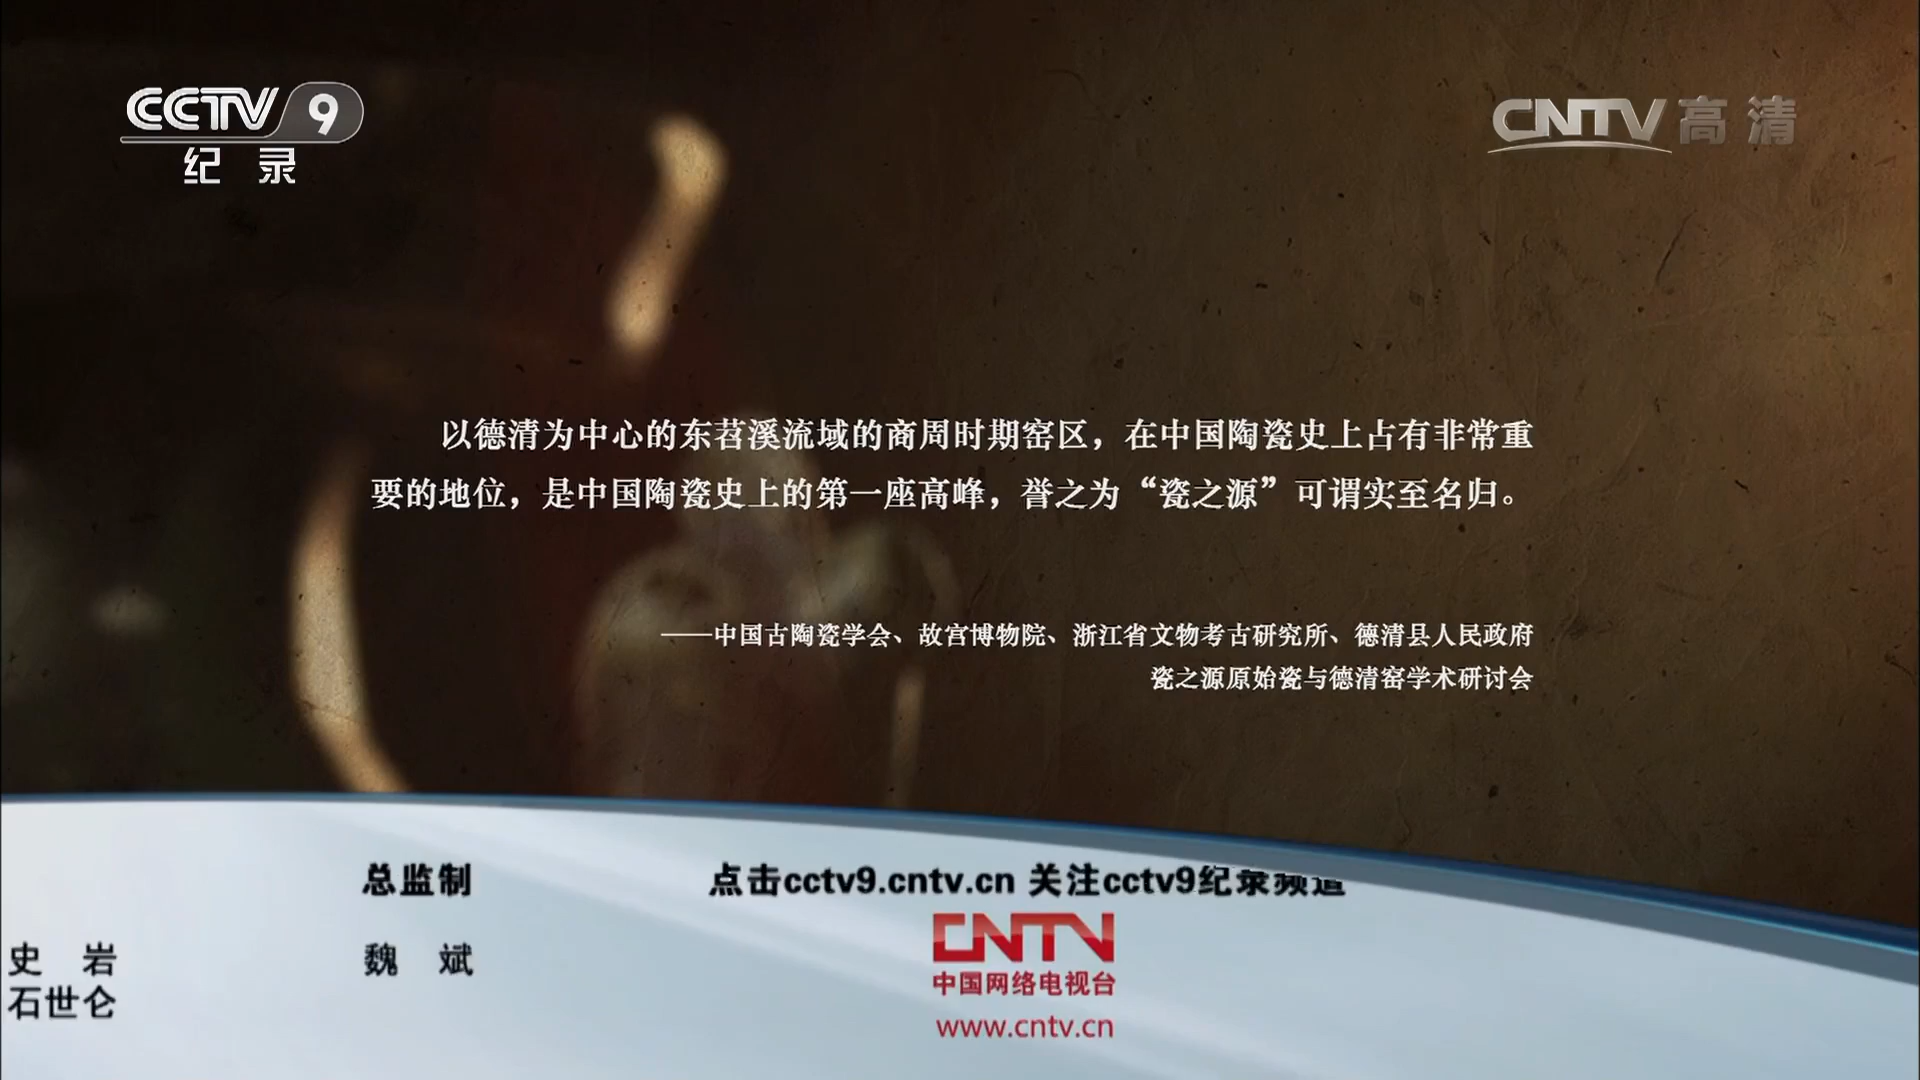 CCTV 9
纪 录
CNTV 高 清
以德清为中心的东苕溪流域的商周时期窑区，在中国陶瓷史上占有非常重
要的地位，是中国陶瓷史上的第一座高峰，誉之为“瓷之源”可谓实至名归。
——中国古陶瓷学会、故宫博物院、浙江省文物考古研究所、德清县人民政府
瓷之源原始瓷与德清窑学术研讨会
总监制
点击cctv9.cntv.cn 关注cctv9纪录频道
史 岩
魏 斌
石世仑
CNTV
中国网络电视台
www.cntv.cn